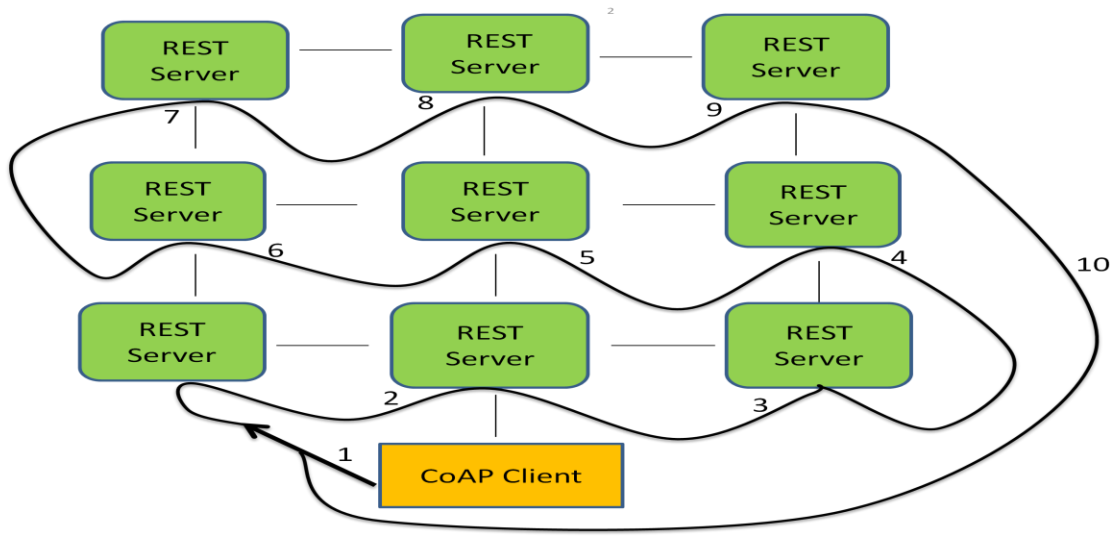 2
REST
Server
REST
Server
REST
Server
7
8
9
REST
Server
REST
Server
REST
Server
6
5
4
10
REST
Server
REST
Server
REST
Server
2
3
1
CoAP Client